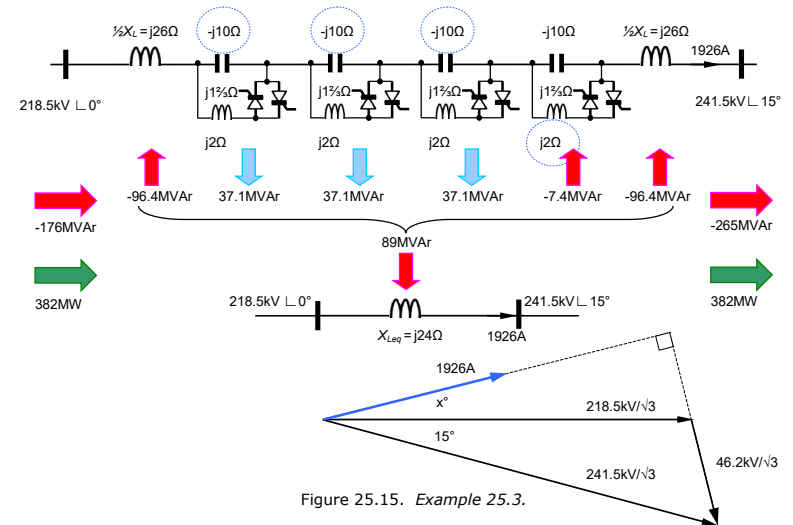 ½XL = j26Ω -j10Ω -j10Ω -j10Ω -j10Ω ½XL = j26Ω
1926A
j1⅔Ω j1⅔Ω j1⅔Ω j1⅔Ω
218.5kV ∟0° 241.5kV∟15°
j2Ω j2Ω j2Ω j2Ω
-96.4MVAr 37.1MVAr 37.1MVAr 37.1MVAr -7.4MVAr -96.4MVAr
-176MVAr -265MVAr
89MVAr
382MW 382MW
218.5kV ∟0° 241.5kV∟15°
XLeq = j24Ω 1926A
1926A
x°
218.5kV/√3
15°
46.2kV/√3
241.5kV/√3
Figure 25.15. Example 25.3.